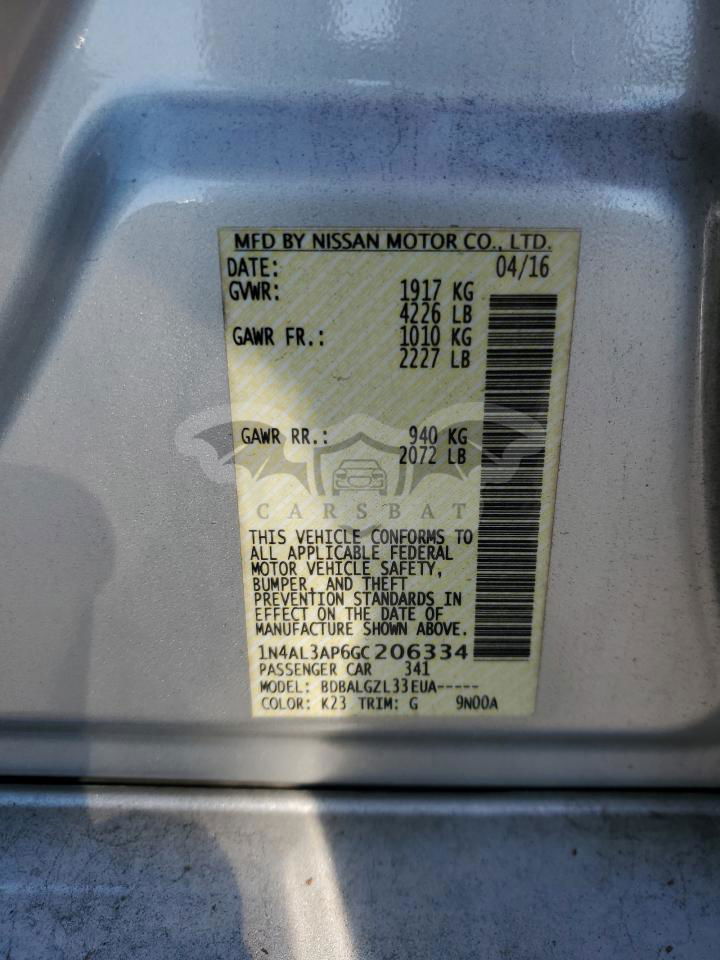 MFD BY NISSAN MOTOR CO., LTD.
DATE: 04/16
GVWR: 1917 KG
4226 LB
GAWR FR.: 1010 KG
2227 LB
GAWR RR.: 940 KG
2072 LB
CARSBAT
THIS VEHICLE CONFORMS TO
ALL APPLICABLE FEDERAL
MOTOR VEHICLE SAFETY,
BUMPER, AND THEFT
PREVENTION STANDARDS IN
EFFECT ON THE DATE OF
MANUFACTURE SHOWN ABOVE.
1N4AL3AP6GC206334
PASSENGER CAR 341
MODEL: BDBALGZL33EUA-----
COLOR: K23 TRIM: G 9N00A